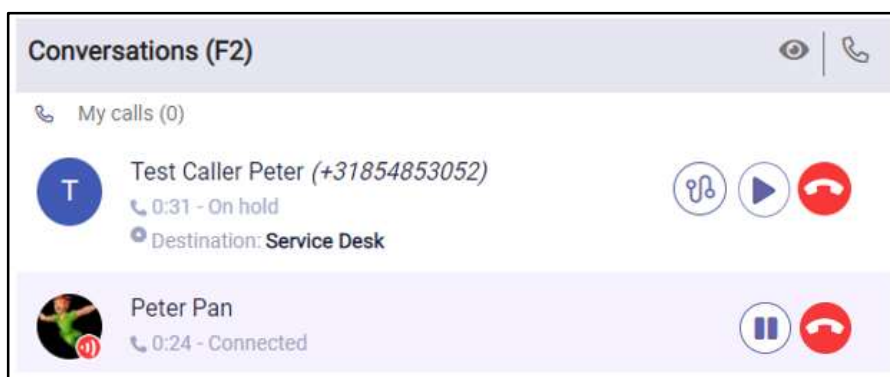 Conversations (F2)
My calls (0)
Test Caller Peter (+31854853052)
0:31 - On hold
Destination: Service Desk
T
Peter Pan
0:24 - Connected